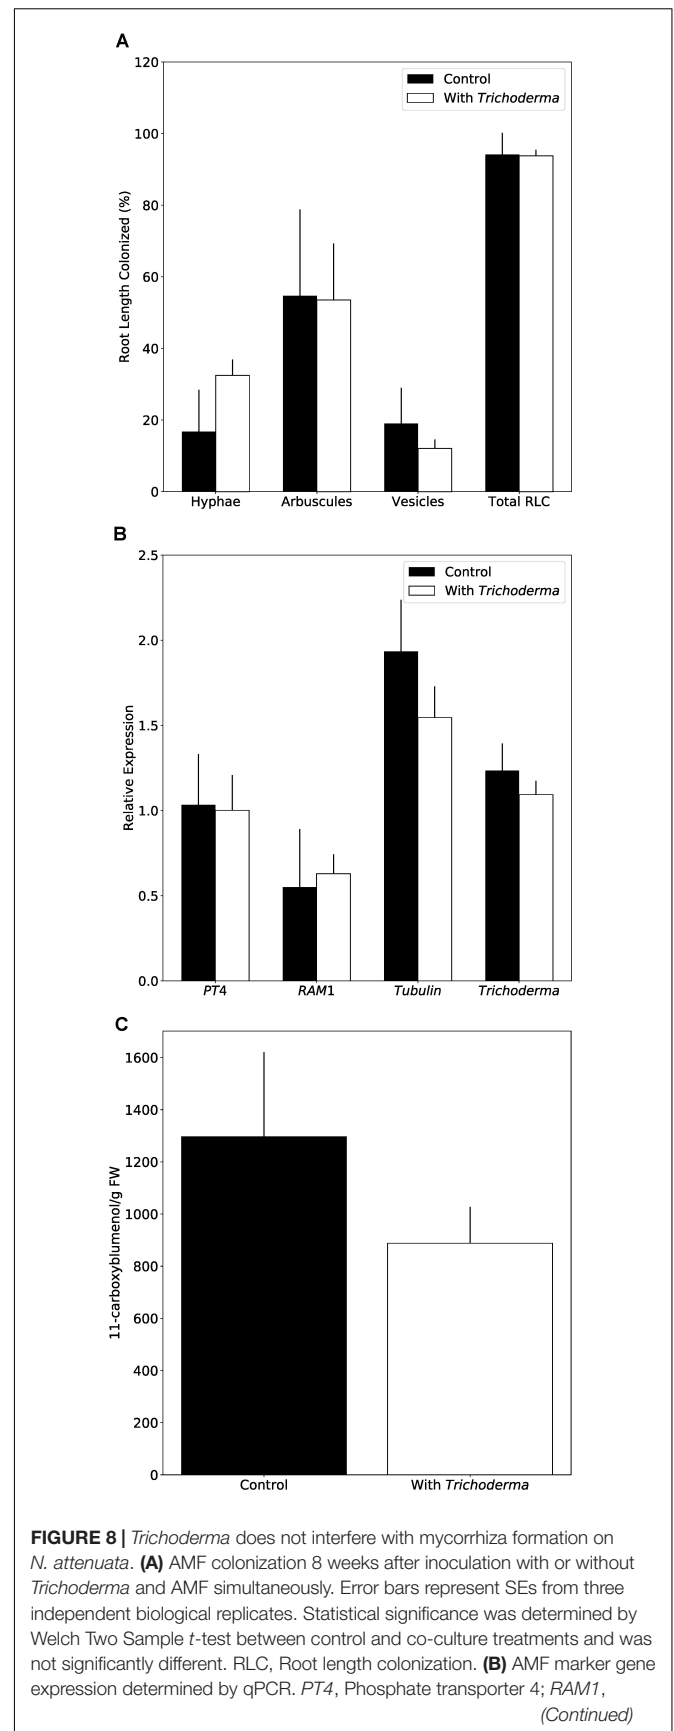 A
120
100
80
60
40
20
0
Root Length Colonized (%)
Control
With Trichoderma
Hyphae Arbuscules Vesicles Total RLC
B
2.5
2.0
1.5
1.0
0.5
0.0
Relative Expression
Control
With Trichoderma
PT4 RAM1 Tubulin Trichoderma
C
1600
1400
1200
1000
800
600
400
200
0
11-carboxyblumenol/g FW
Control With Trichoderma
FIGURE 8 | Trichoderma does not interfere with mycorrhiza formation on
N. attenuata. (A) AMF colonization 8 weeks after inoculation with or without
Trichoderma and AMF simultaneously. Error bars represent SEs from three
independent biological replicates. Statistical significance was determined by
Welch Two Sample t-test between control and co-culture treatments and was
not significantly different. RLC, Root length colonization. (B) AMF marker gene
expression determined by qPCR. PT4, Phosphate transporter 4; RAM1,
(Continued)